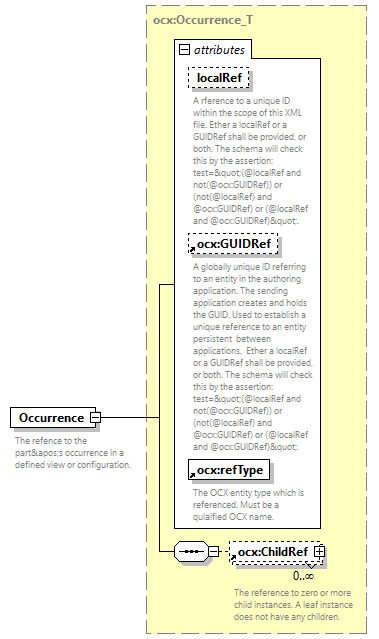 ocx:Occurrence_T
attributes
localRef
A rference to a unique ID
within the scope of this XML
file. Ether a localRef or a
GUIDRef shall be provided, or
both. The schema will check
this by the assertion:
test=&quot;(@localRef and
not(@ocx:GUIDRef)) or
(not(@localRef) and
@ocx:GUIDRef) or (@localRef
and @ocx:GUIDRef)&quot;.
ocx:GUIDRef
A globally unique ID referring
to an entity in the authoring
application. The sending
application creates and holds
the GUID. Used to establish a
unique reference to an entity
persistent  between
applications.  Ether a localRef
or a GUIDRef shall be provided,
or both. The schema will check
this by the assertion:
test=&quot;(@localRef and
not(@ocx:GUIDRef)) or
(not(@localRef) and
@ocx:GUIDRef) or (@localRef
and @ocx:GUIDRef)&quot;.
Occurrence
The refence to the
part&apos;s occurrence in a
defined view or configuration.
ocx:refType
The OCX entity type which is
referenced. Must be a
qulaified OCX name.
ocx:ChildRef
0..∞
The reference to zero or more
child instances. A leaf instance
does not have any children.